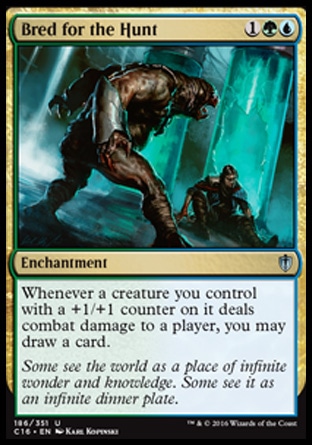 Bred for the Hunt 1
Enchantment
Whenever a creature you control
with a +1/+1 counter on it deals
combat damage to a player, you may
draw a card.
Some see the world as a place of infinite
wonder and knowledge. Some see it as
an infinite dinner plate.
186/351 U
C16 • EN Karl Kopinski
™ & © 2016 Wizards of the Coast